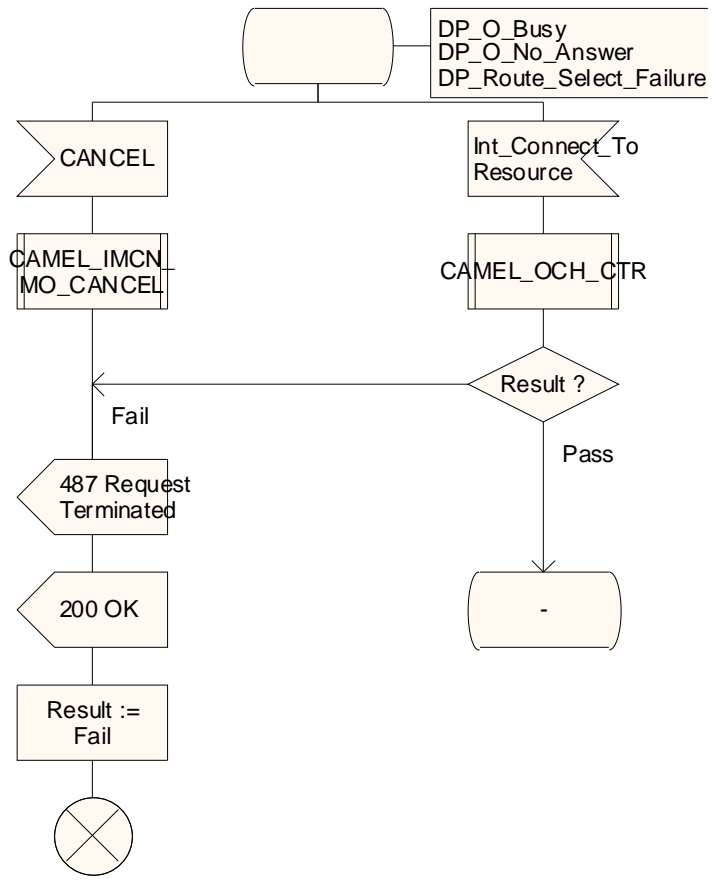 DP_O_Busy
DP_O_No_Answer
DP_Route_Select_Failure
CANCEL
Int_Connect_To
Resource
CAMEL_IMCN_
MO_CANCEL
CAMEL_OCH_CTR
Result ?
Fail
Pass
487 Request
Terminated
200 OK
-
Result :=
Fail